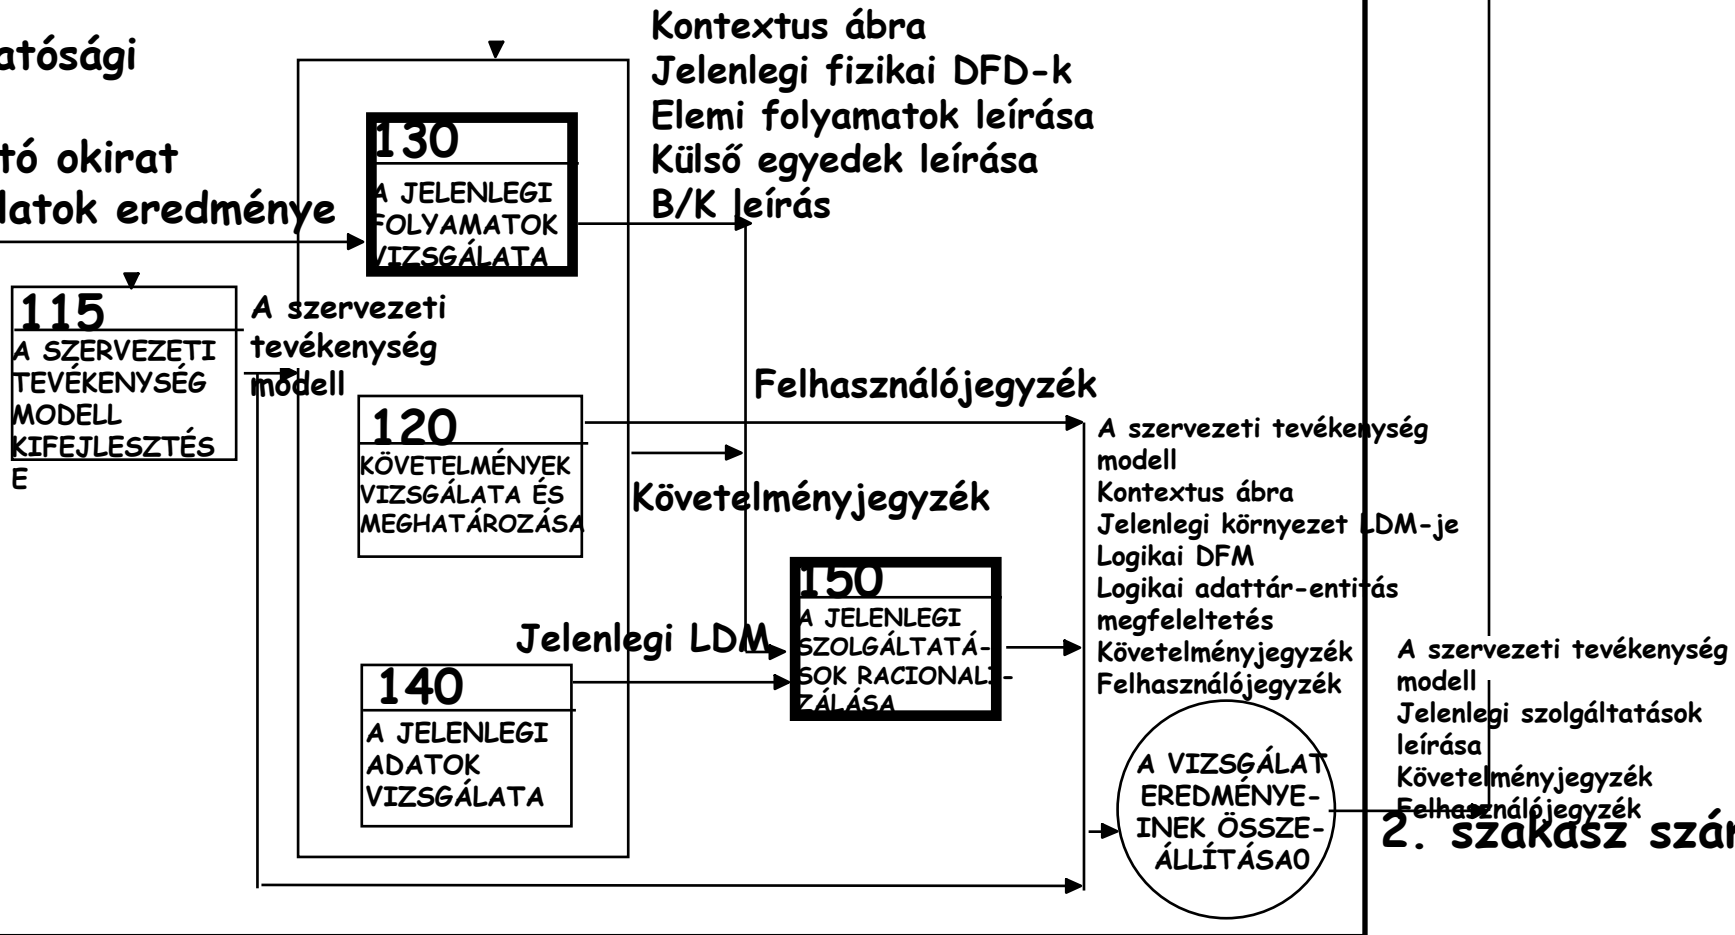 atósági
tó okirat
latok eredménye
Kontextus ábra
Jelenlegi fizikai DFD-k
Elemi folyamatok leírása
Külső egyedek leírása
B/K leírás
130
A JELENLEGI
FOLYAMATOK
VIZSGÁLATA
115
A SZERVEZETI
TEVÉKENYSÉG
MODELL
KIFEJLESZTÉS
E
A szervezeti
tevékenység
modell
120
KÖVETELMÉNYEK
VIZSGÁLATA ÉS
MEGHATÁROZÁSA
Felhasználójegyzék
Követelményjegyzék
Jelenlegi LDM
140
A JELENLEGI
ADATOK
VIZSGÁLATA
150
A JELENLEGI
SZOLGÁLTATÁ-
SOK RACIONALI-
ZÁLÁSA
A szervezeti tevékenység
modell
Kontextus ábra
Jelenlegi környezet LDM-je
Logikai DFM
Logikai adattár-entitás
megfeleltetés
Követelményjegyzék
Felhasználójegyzék
A VIZSGÁLAT
EREDMÉNYE-
INEK ÖSSZE-
ÁLLÍTÁSA0
A szervezeti tevékenység
modell
Jelenlegi szolgáltatások
leírása
Követelményjegyzék
Felhasználójegyzék
2. szakasz szár